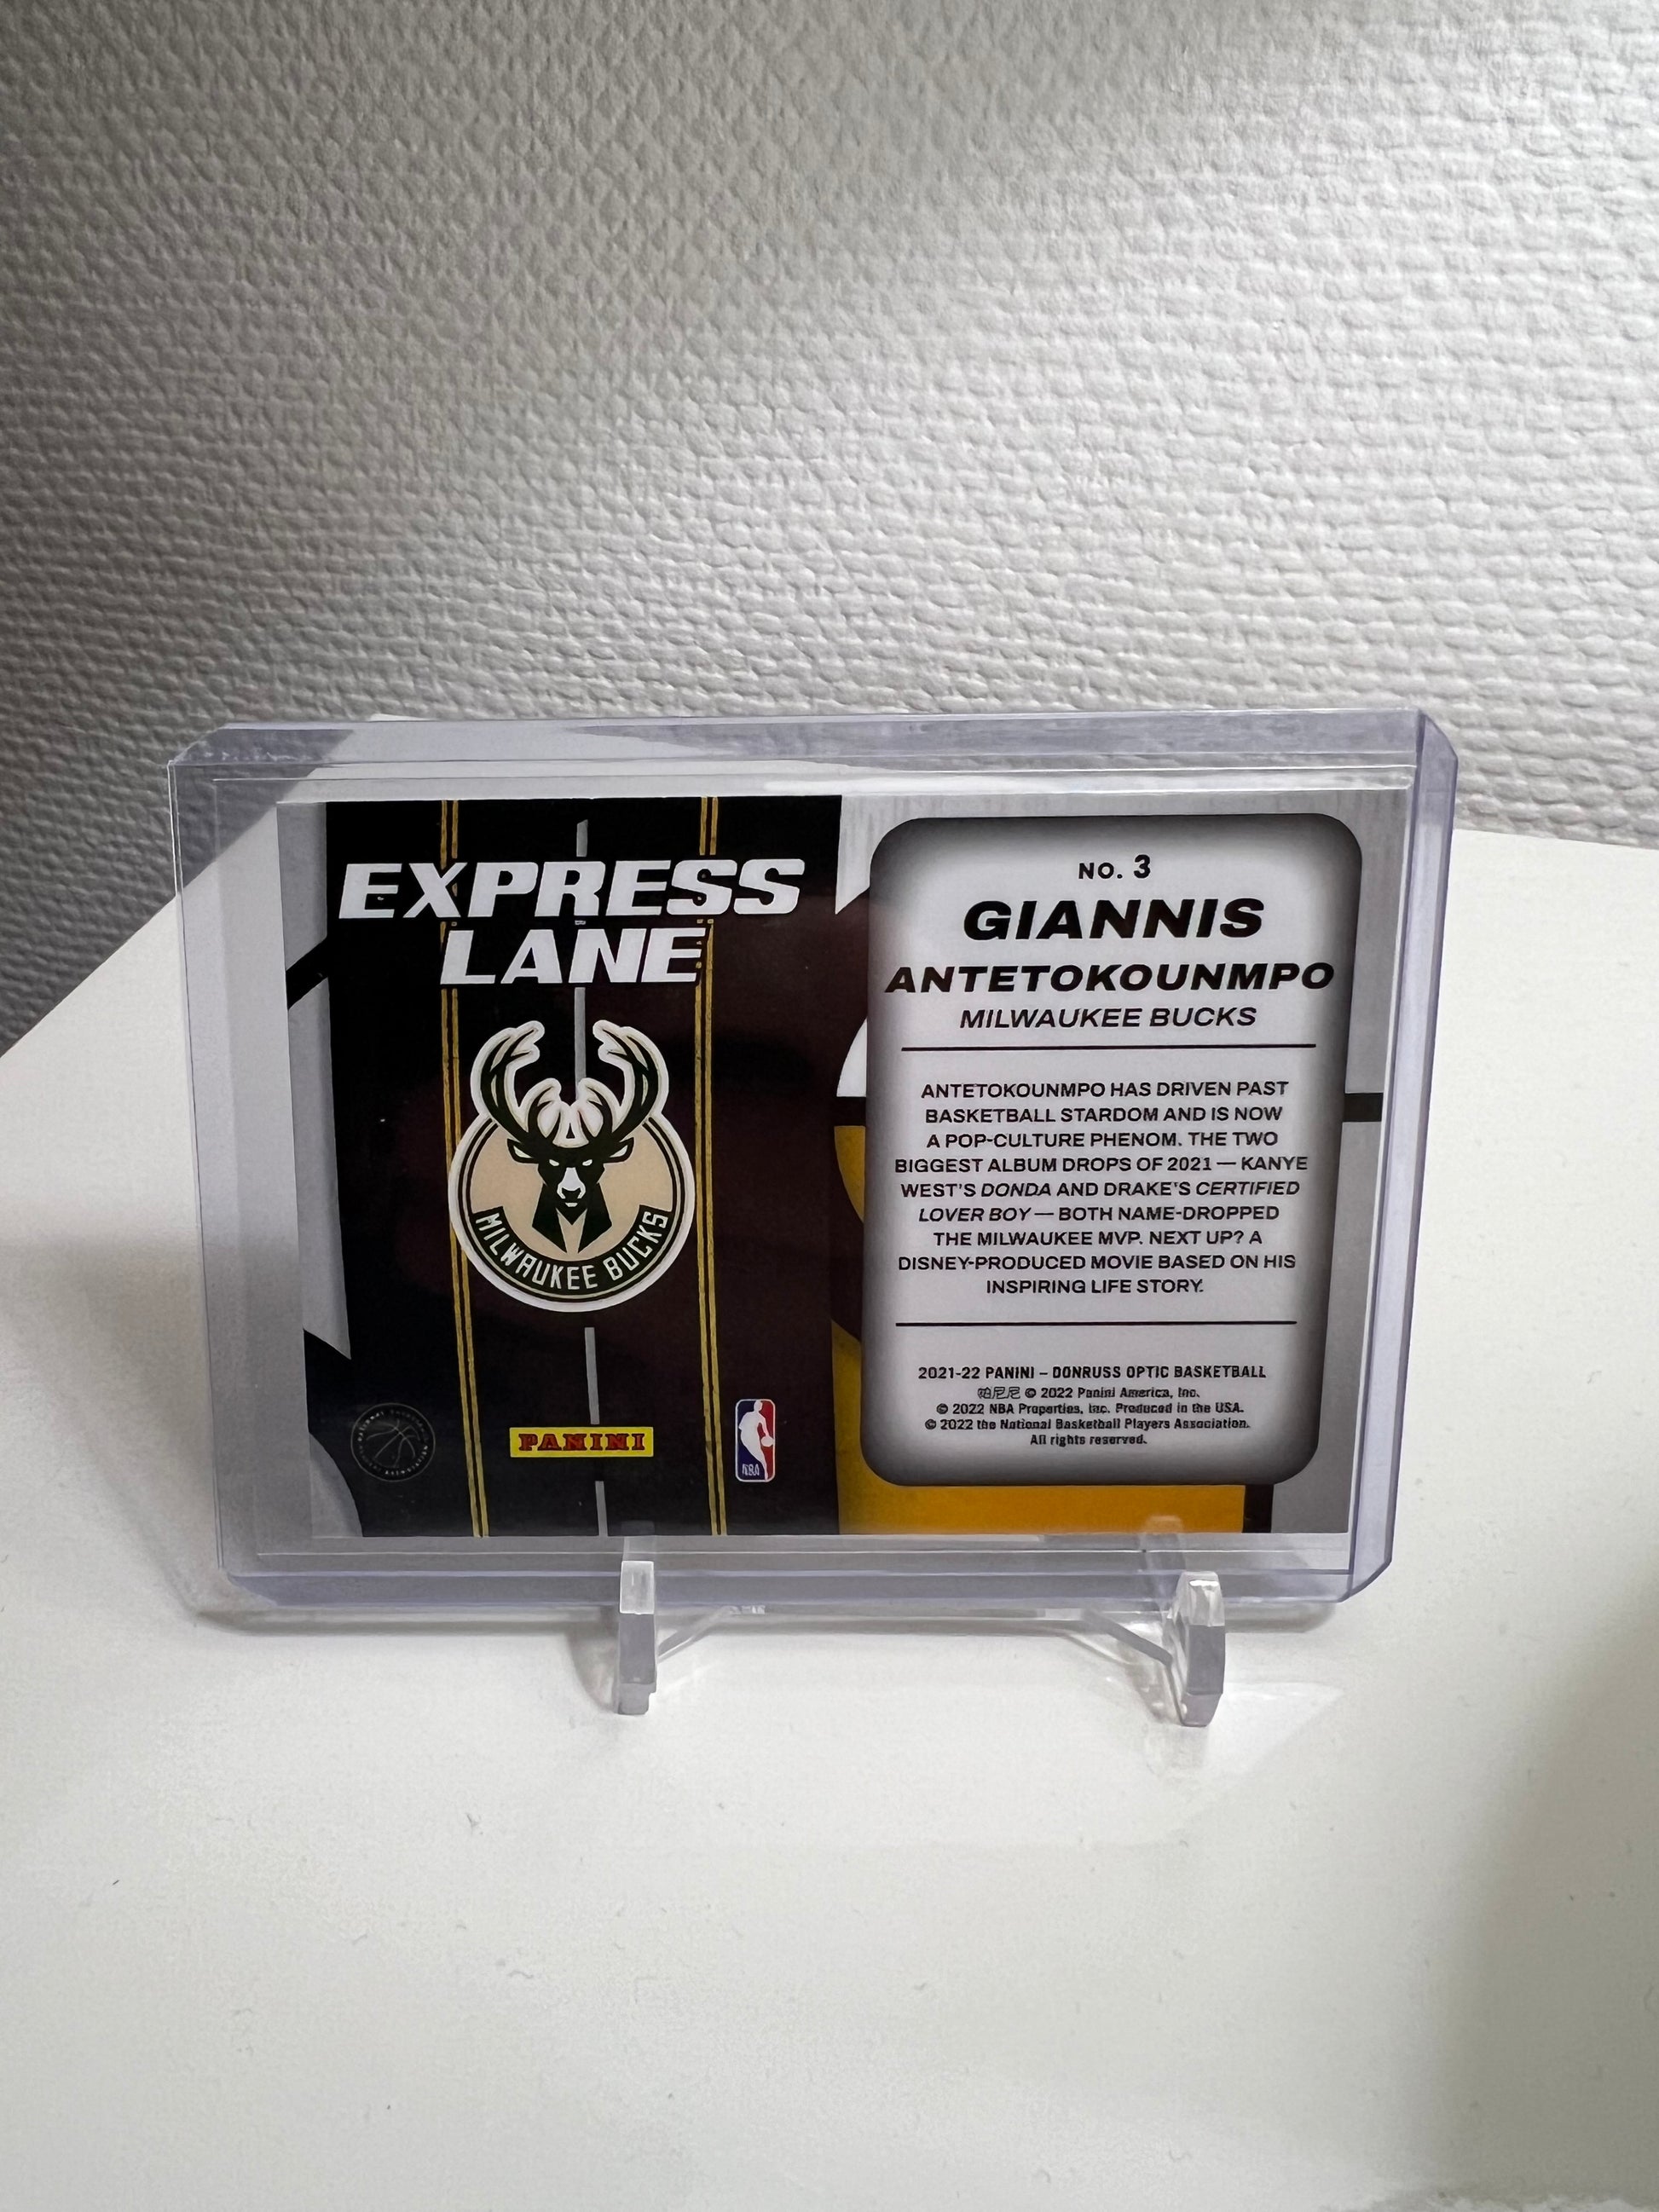 EXPRESS
LANE
MILWAUKEE BUCKS
PANINI
NBA
NO. 3
GIANNIS
ANTETOKOUNMPO
MILWAUKEE BUCKS
ANTETOKOUNMPO HAS DRIVEN PAST
BASKETBALL STARDOM AND IS NOW
A POP-CULTURE PHENOM. THE TWO
BIGGEST ALBUM DROPS OF 2021 — KANYE
WEST'S DONDA AND DRAKE'S CERTIFIED
LOVER BOY — BOTH NAME-DROPPED
THE MILWAUKEE MVP. NEXT UP? A
DISNEY-PRODUCED MOVIE BASED ON HIS
INSPIRING LIFE STORY.
2021-22 PANINI – DONRUSS OPTIC BASKETBALL
帕尼尼 © 2022 Panini America, Inc.
© 2022 NBA Properties, Inc. Produced in the USA.
© 2022 the National Basketball Players Association.
All rights reserved.